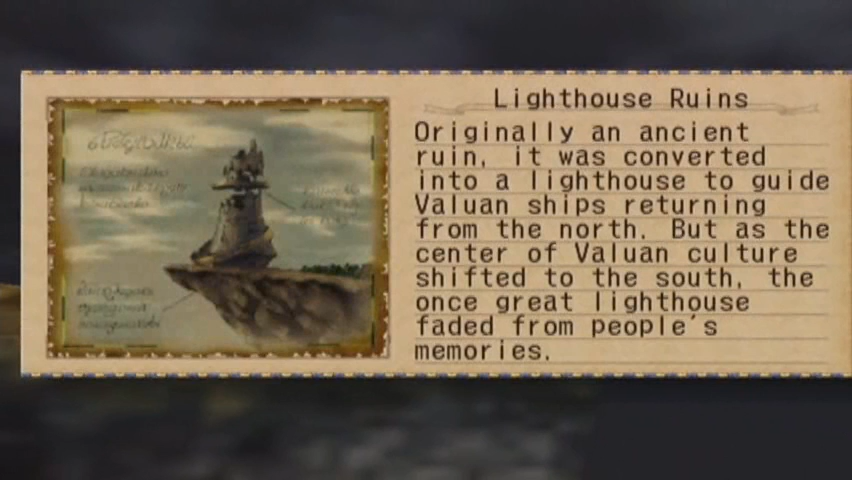 Lighthouse Ruins
Originally an ancient
ruin, it was converted
into a lighthouse to guide
Valuan ships returning
from the north. But as the
center of Valuan culture
shifted to the south, the
once great lighthouse
faded from people's
memories.